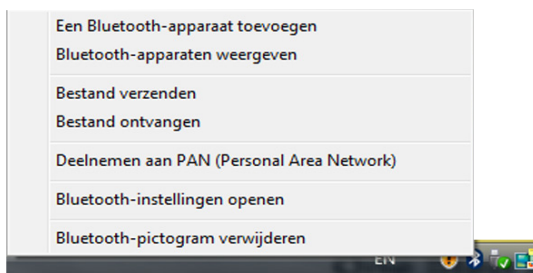 Een Bluetooth-apparaat toevoegen
Bluetooth-apparaten weergeven
Bestand verzenden
Bestand ontvangen
Deelnemen aan PAN (Personal Area Network)
Bluetooth-instellingen openen
Bluetooth-pictogram verwijderen
EN